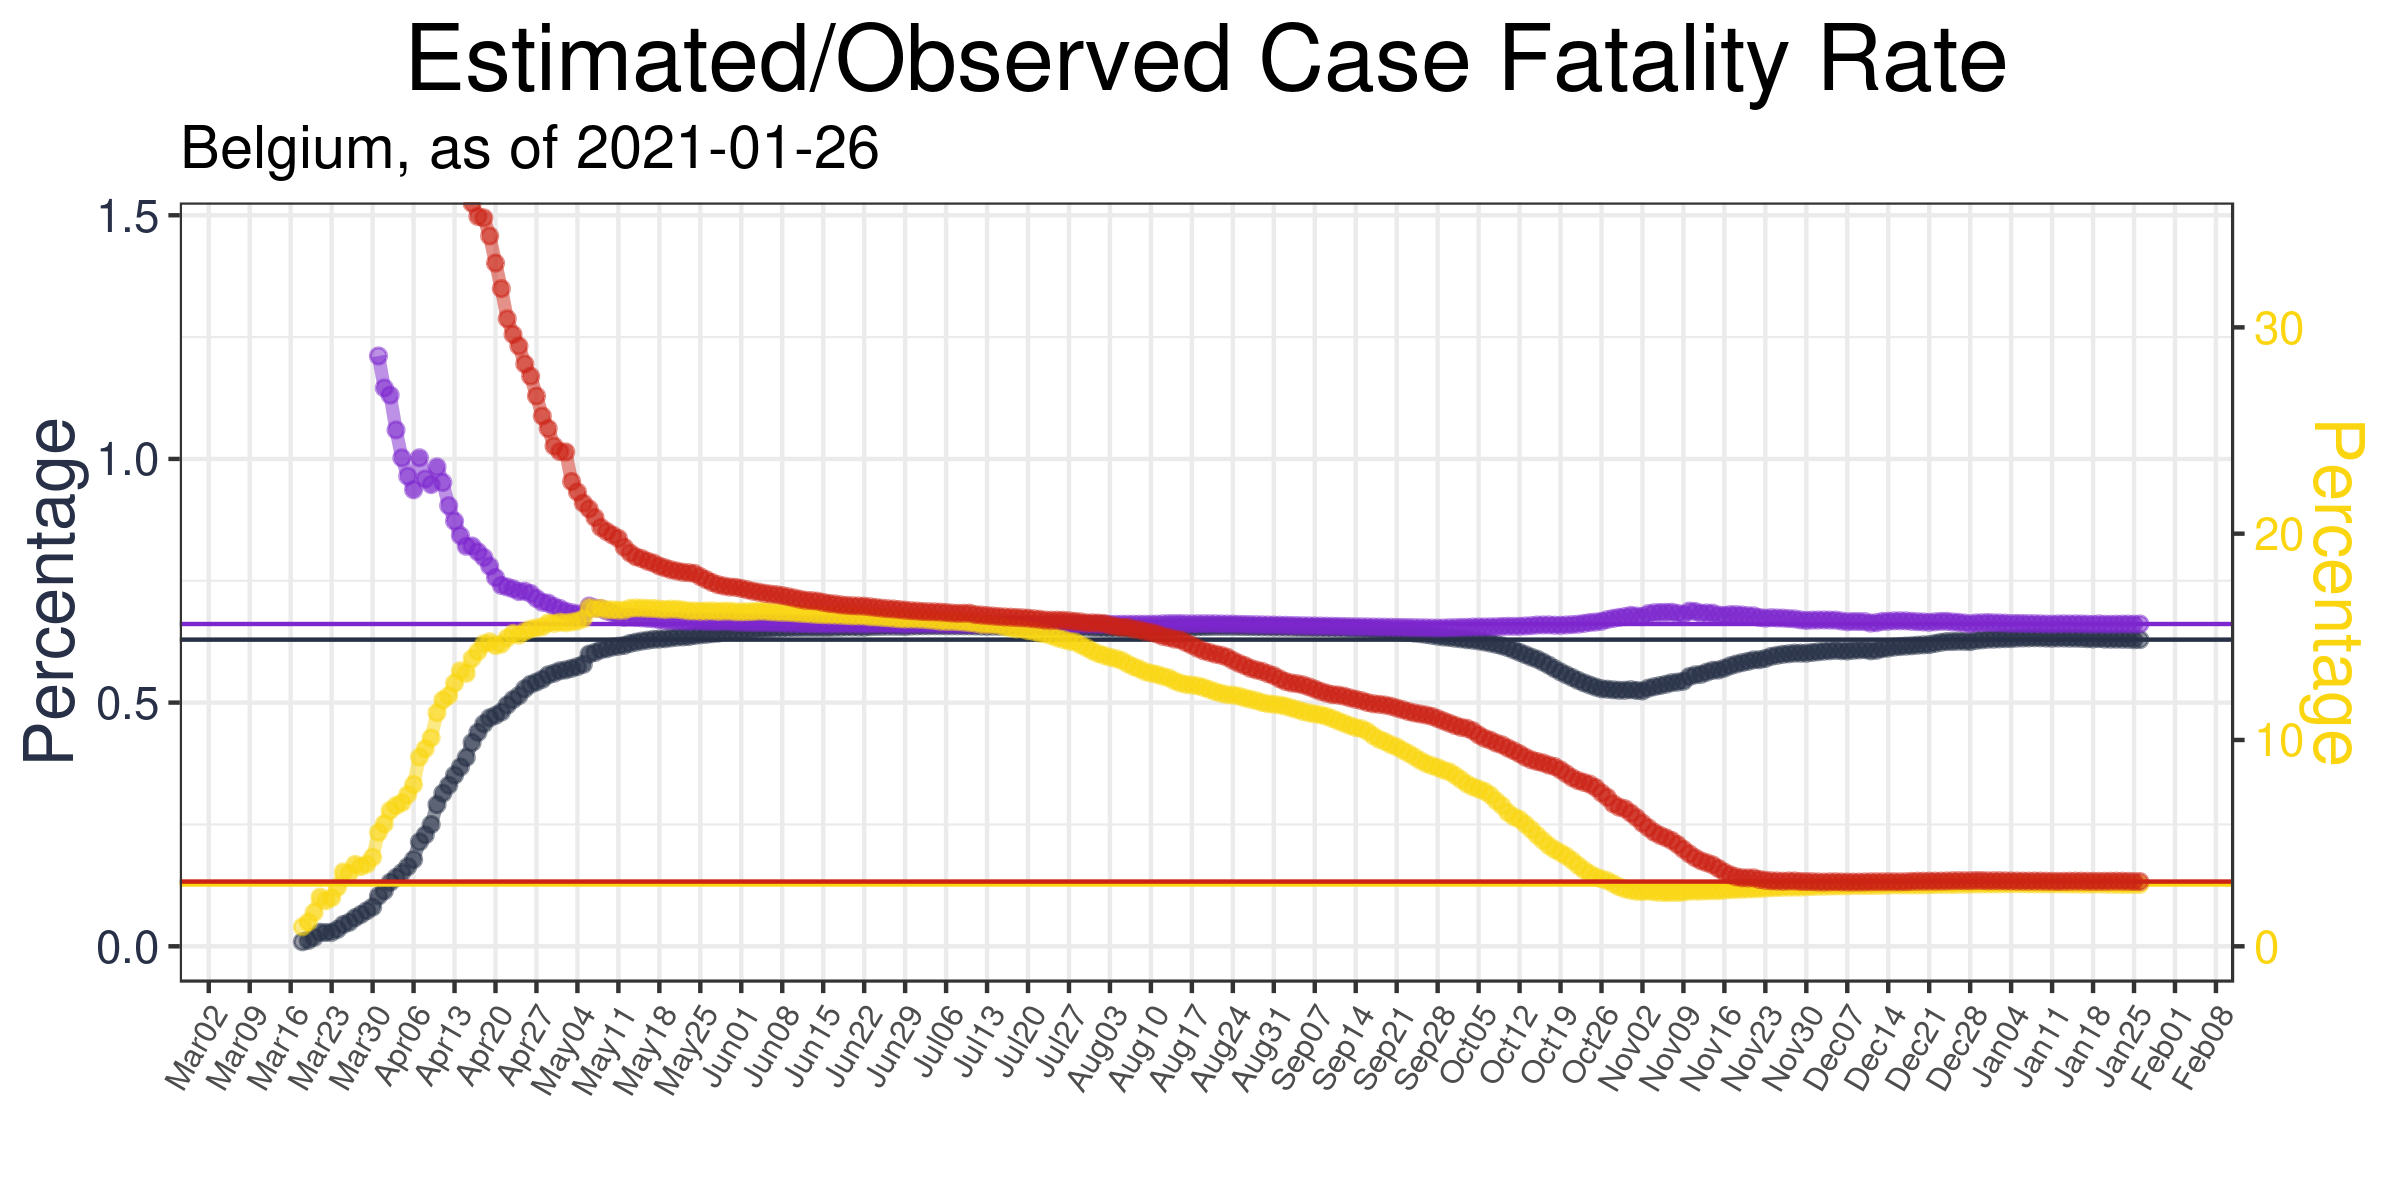 Estimated/Observed Case Fatality Rate
Belgium, as of 2021-01-26
Percentage
1.5
1.0
0.5
0.0
30
20
10
0
Percentage
Mar02 Mar09 Mar16 Mar23 Mar30 Apr06 Apr13 Apr20 Apr27 May04 May11 May18 May25 Jun01 Jun08 Jun15 Jun22 Jun29 Jul06 Jul13 Jul20 Jul27 Aug03 Aug10 Aug17 Aug24 Aug31 Sep07 Sep14 Sep21 Sep28 Oct05 Oct12 Oct19 Oct26 Nov02 Nov09 Nov16 Nov23 Nov30 Dec07 Dec14 Dec21 Dec28 Jan04 Jan11 Jan18 Jan25 Feb01 Feb08